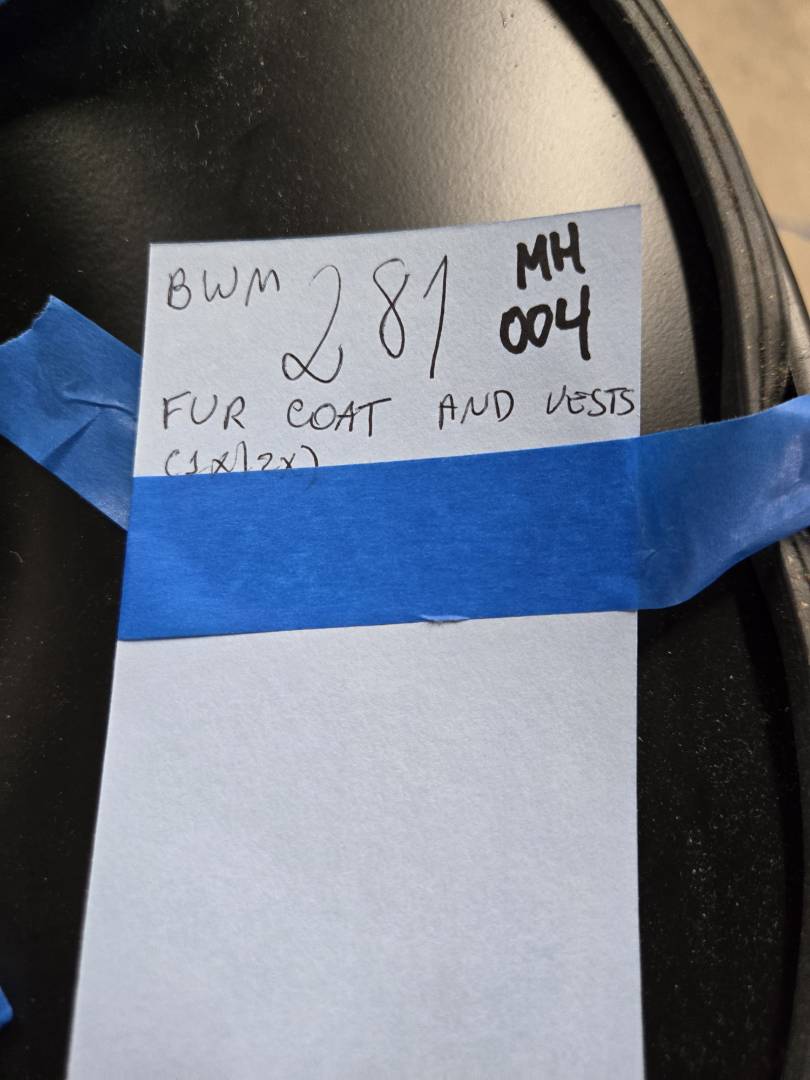 BWM 281 MH
004
FUR COAT AND VESTS
(1X/2X)